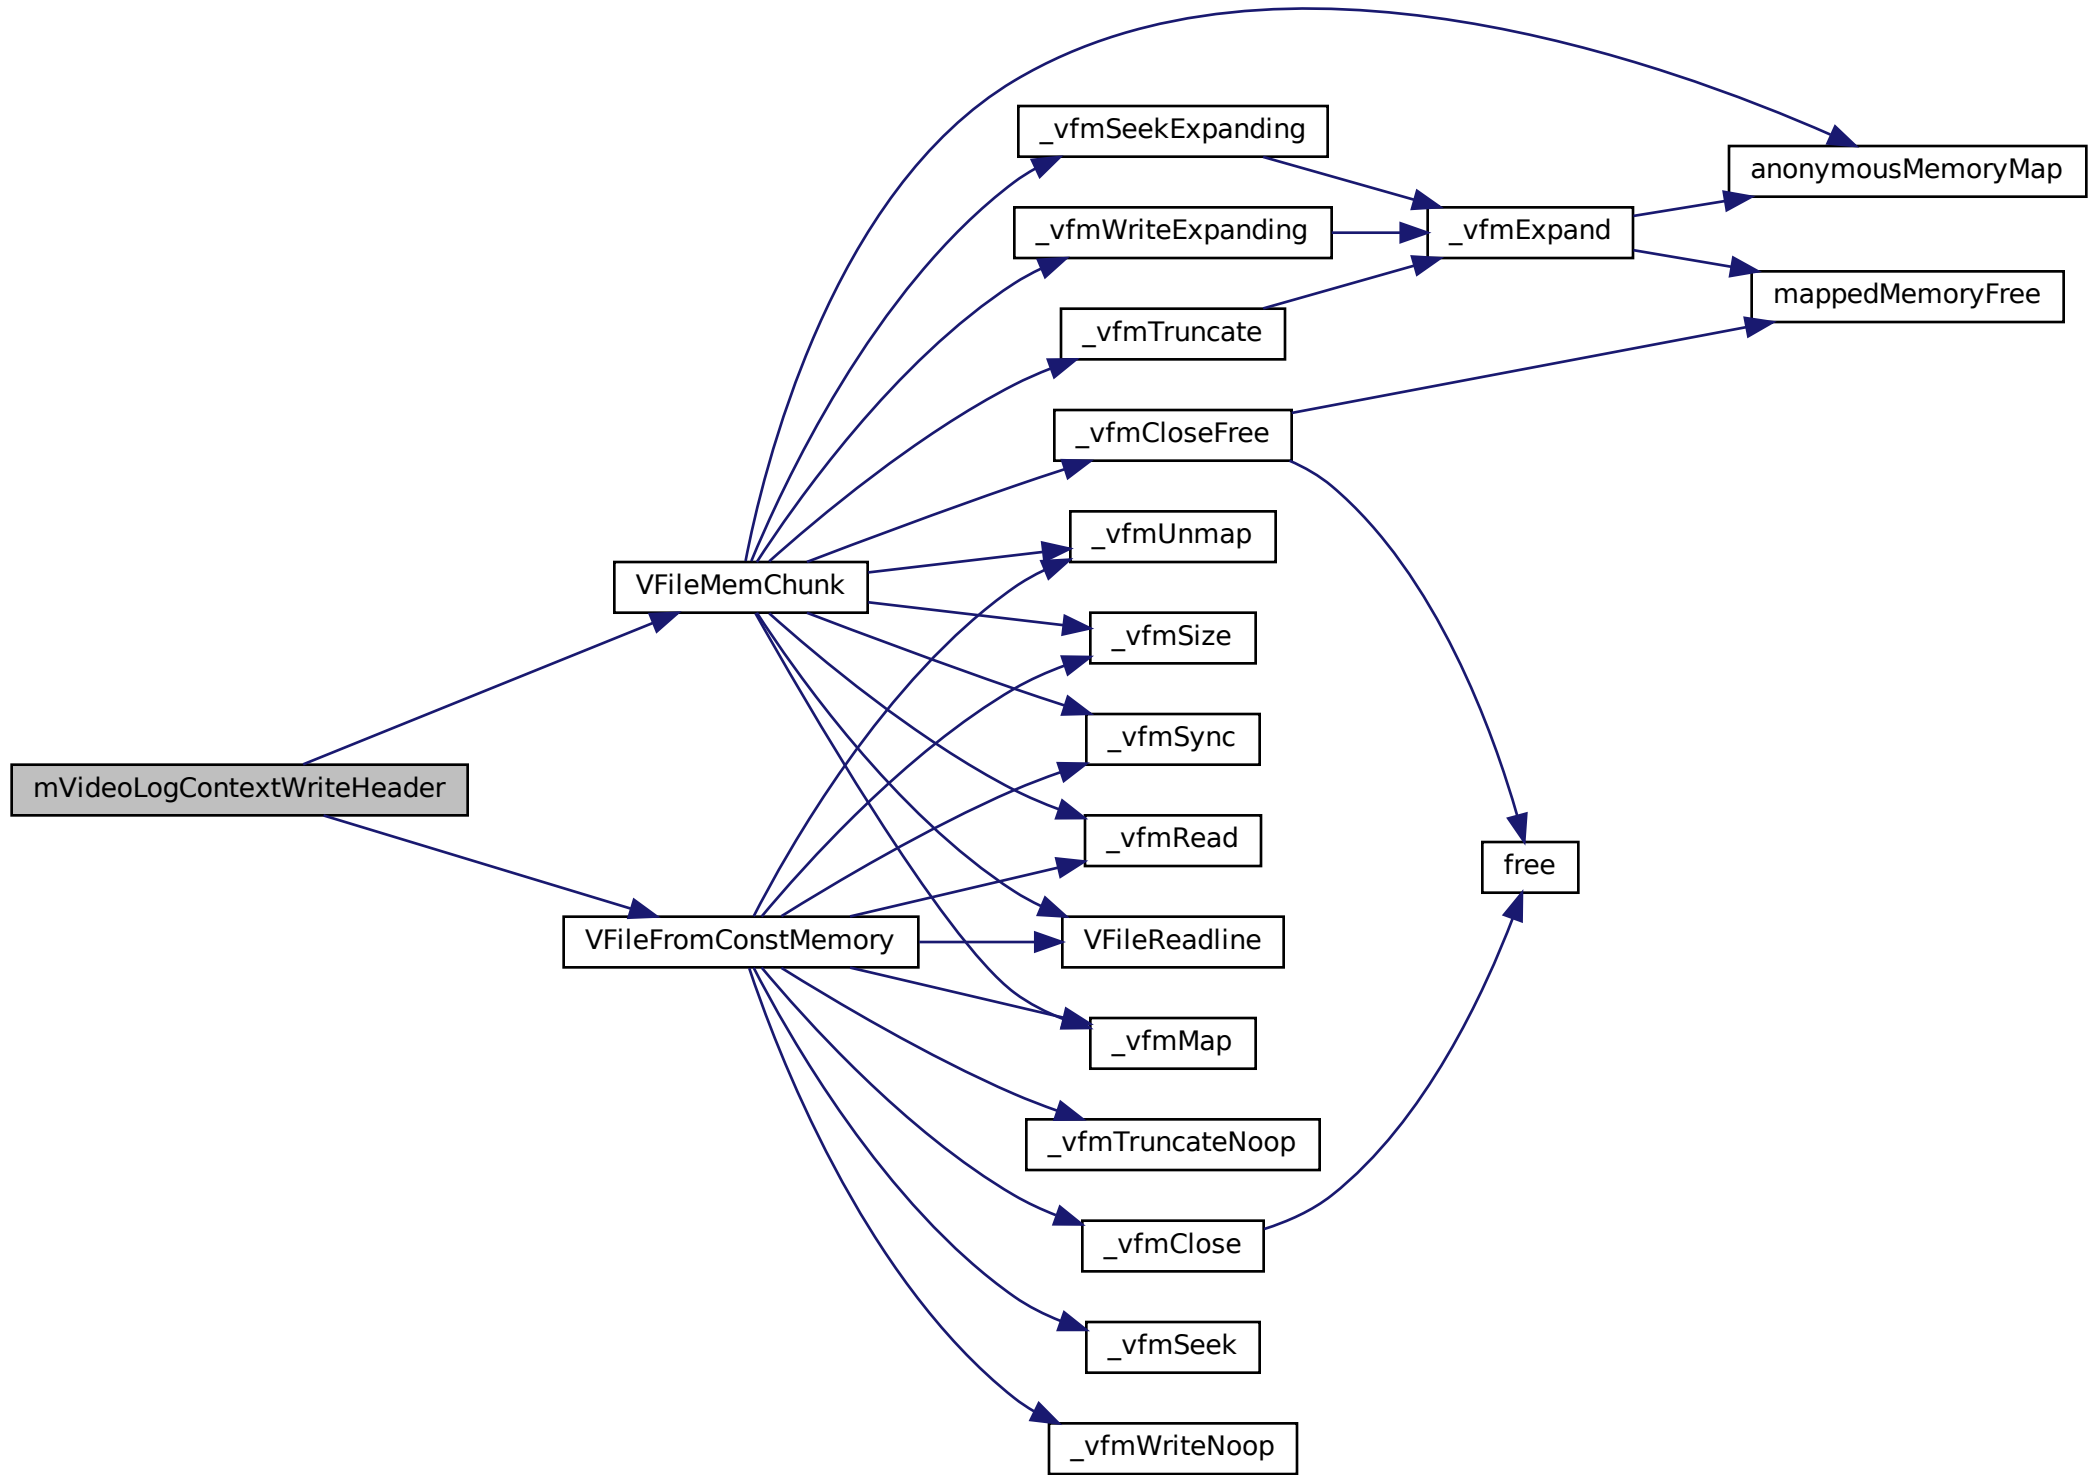 _vfmSeekExpanding
anonymousMemoryMap
_vfmWriteExpanding
_vfmExpand
mappedMemoryFree
_vfmTruncate
_vfmCloseFree
_vfmUnmap
VFileMemChunk
_vfmSize
_vfmSync
mVideoLogContextWriteHeader
_vfmRead
free
VFileFromConstMemory
VFileReadline
_vfmMap
_vfmTruncateNoop
_vfmClose
_vfmSeek
_vfmWriteNoop